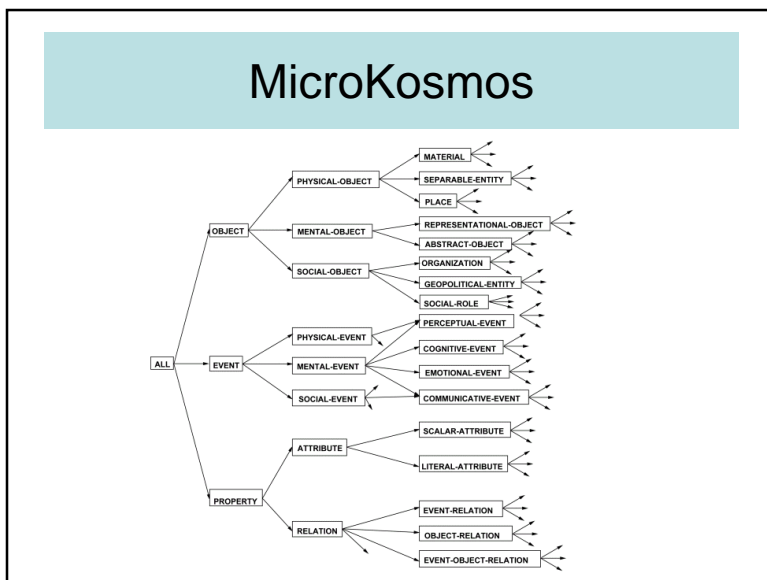 MicroKosmos
MATERIAL
PHYSICAL-OBJECT
SEPARABLE-ENTITY
PLACE
OBJECT
MENTAL-OBJECT
REPRESENTATIONAL-OBJECT
ABSTRACT-OBJECT
SOCIAL-OBJECT
ORGANIZATION
GEOPOLITICAL-ENTITY
SOCIAL-ROLE
PHYSICAL-EVENT
PERCEPTUAL-EVENT
COGNITIVE-EVENT
ALL
EVENT
MENTAL-EVENT
EMOTIONAL-EVENT
SOCIAL-EVENT
COMMUNICATIVE-EVENT
ATTRIBUTE
SCALAR-ATTRIBUTE
LITERAL-ATTRIBUTE
PROPERTY
EVENT-RELATION
RELATION
OBJECT-RELATION
EVENT-OBJECT-RELATION